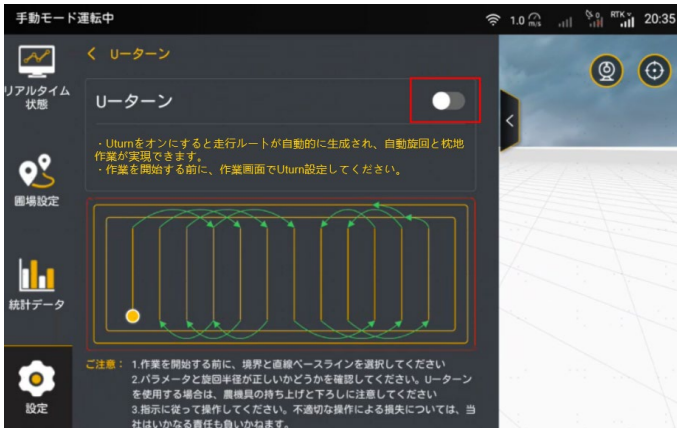 手動モード運転中
1.0 m/s
RTK
20:35
リアルタイム
状態
圃場設定
統計データ
設定
Uーターン
Uーターン
・Uturnをオンにすると走行ルートが自動的に生成され、自動旋回と枕地
作業が実現できます。
・作業を開始する前に、作業画面でUturn設定してください。
ご注意： 1.作業を開始する前に、境界と直線ベースラインを選択してください
2.パラメータと旋回半径が正しいかどうかを確認してください。Uーターン
を使用する場合は、農機具の持ち上げと下ろしに注意してください
3.指示に従って操作してください。不適切な操作による損失については、当
社はいかなる責任も負いかねます。